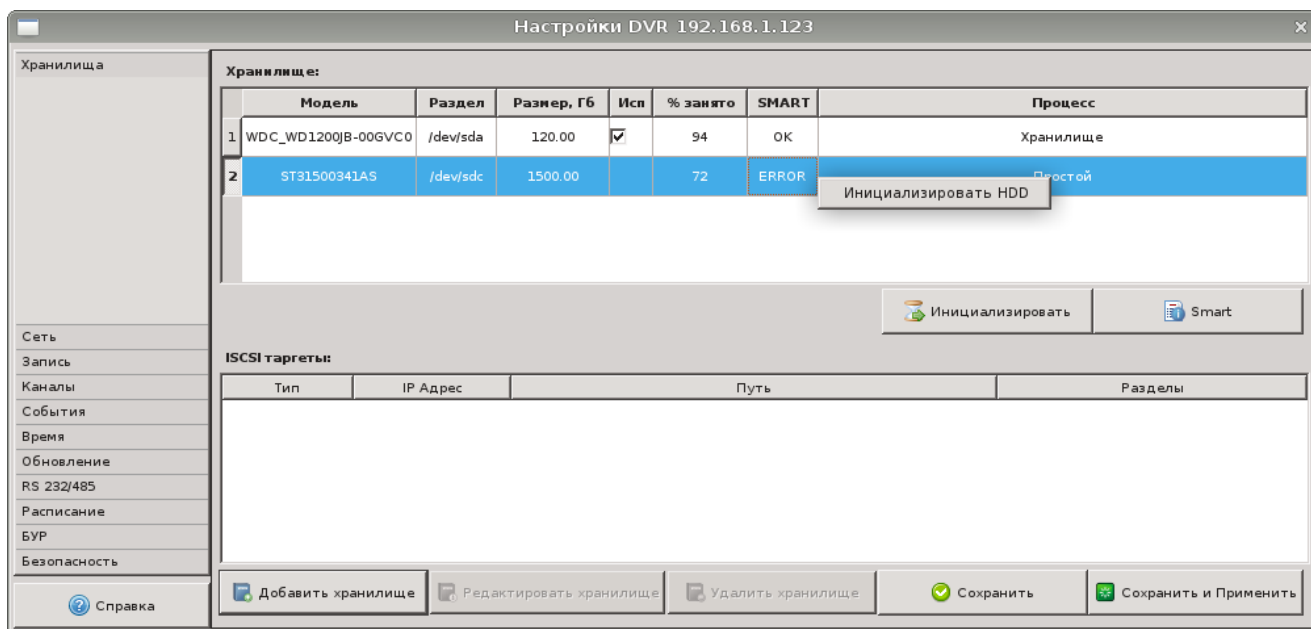 Настройки DVR 192.168.1.123
Хранилища
Хранилище:
Модель Раздел Размер, Гб Исп % занято SMART Процесс
1 WDC_WD1200JB-00GVC0 /dev/sda 120.00 94 OK Хранилище
2 ST31500341AS /dev/sdc 1500.00 72 ERROR Простой
Инициализировать HDD
Инициализировать Smart
Сеть
Запись
Каналы
События
Время
Обновление
RS 232/485
Расписание
БУР
Безопасность
ISCSI таргеты:
Тип IP Адрес Путь Разделы
Справка
Добавить хранилище Редактировать хранилище Удалить хранилище Сохранить Сохранить и Применить